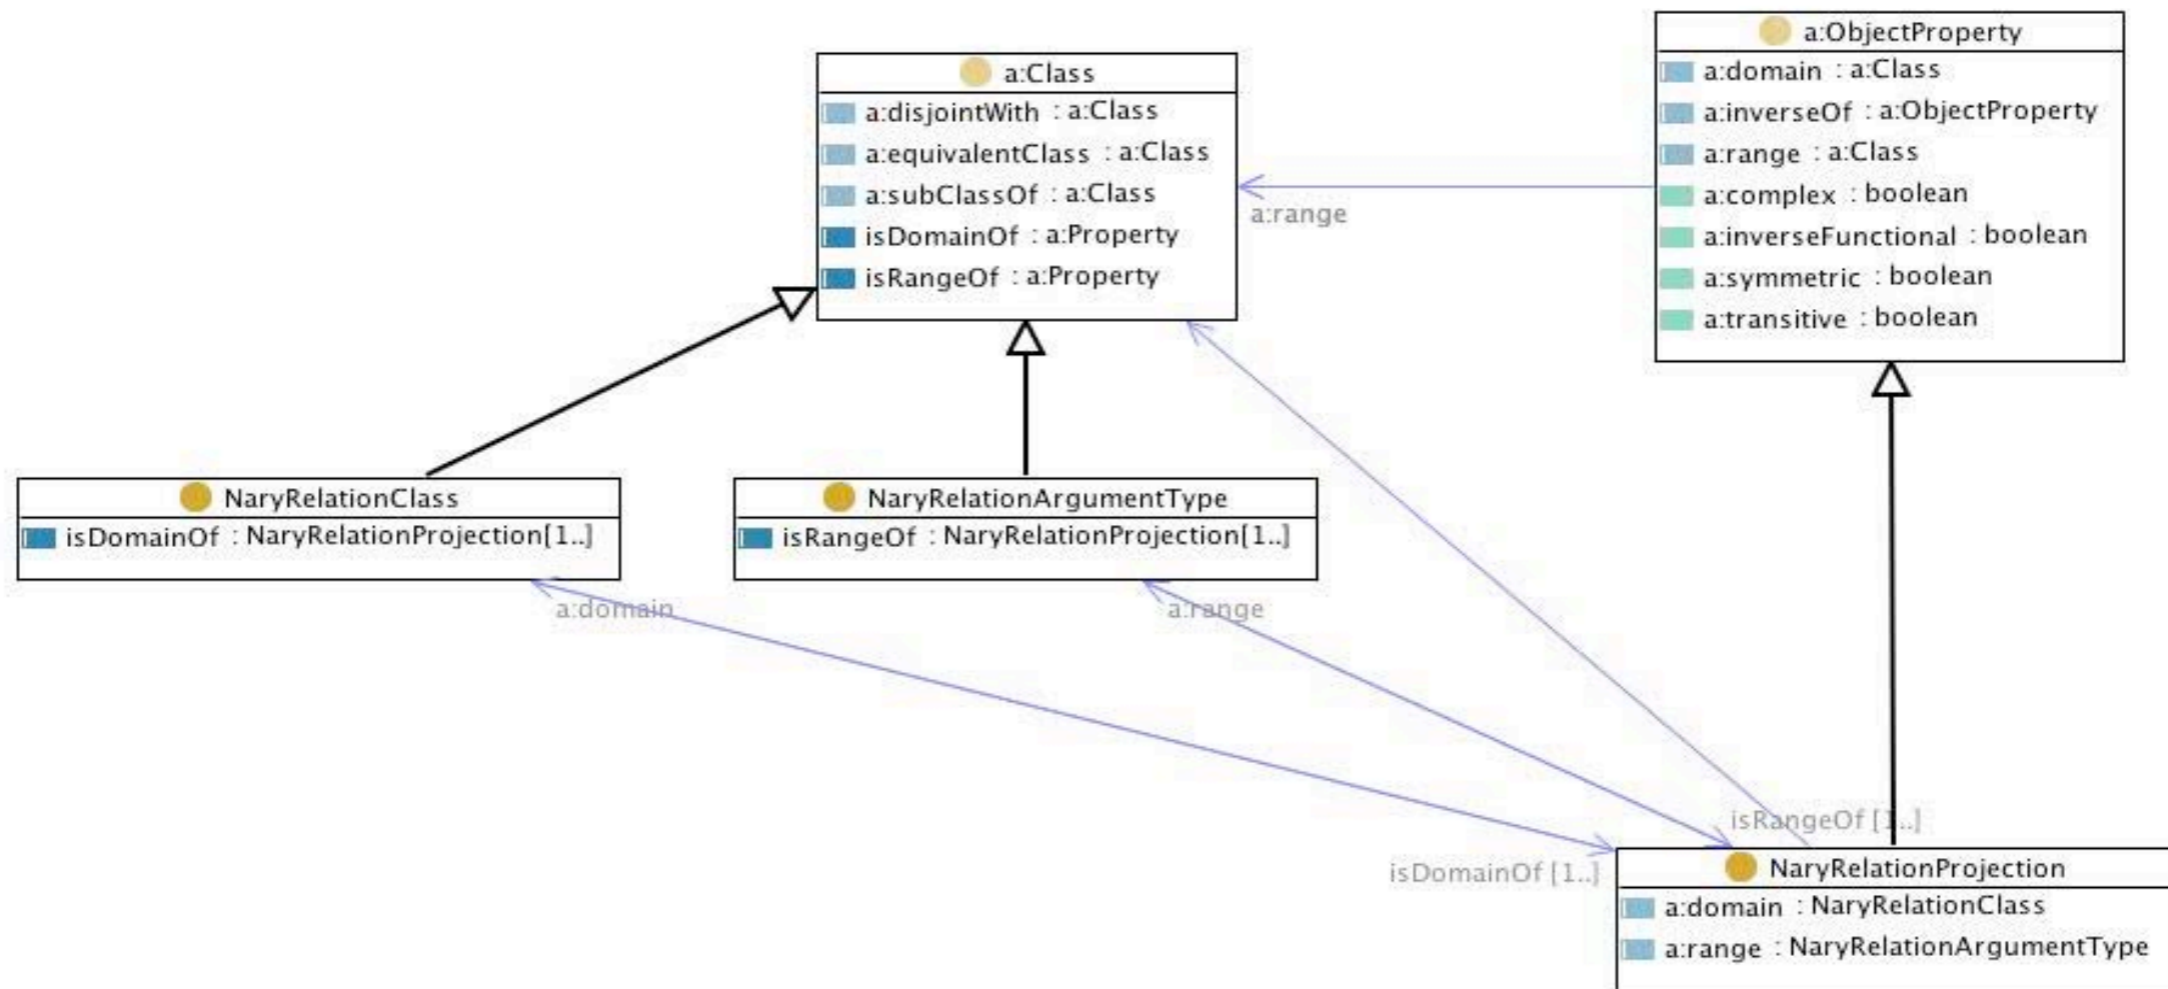 a:Class
a:disjointWith : a:Class
a:equivalentClass : a:Class
a:subClassOf : a:Class
isDomainOf : a:Property
isRangeOf : a:Property
a:ObjectProperty
a:domain : a:Class
a:inverseOf : a:ObjectProperty
a:range : a:Class
a:complex : boolean
a:inverseFunctional : boolean
a:symmetric : boolean
a:transitive : boolean
a:range
NaryRelationClass
isDomainOf : NaryRelationProjection[1..]
NaryRelationArgumentType
isRangeOf : NaryRelationProjection[1..]
a:domain
a:range
isRangeOf [1..]
isDomainOf [1..]
NaryRelationProjection
a:domain : NaryRelationClass
a:range : NaryRelationArgumentType